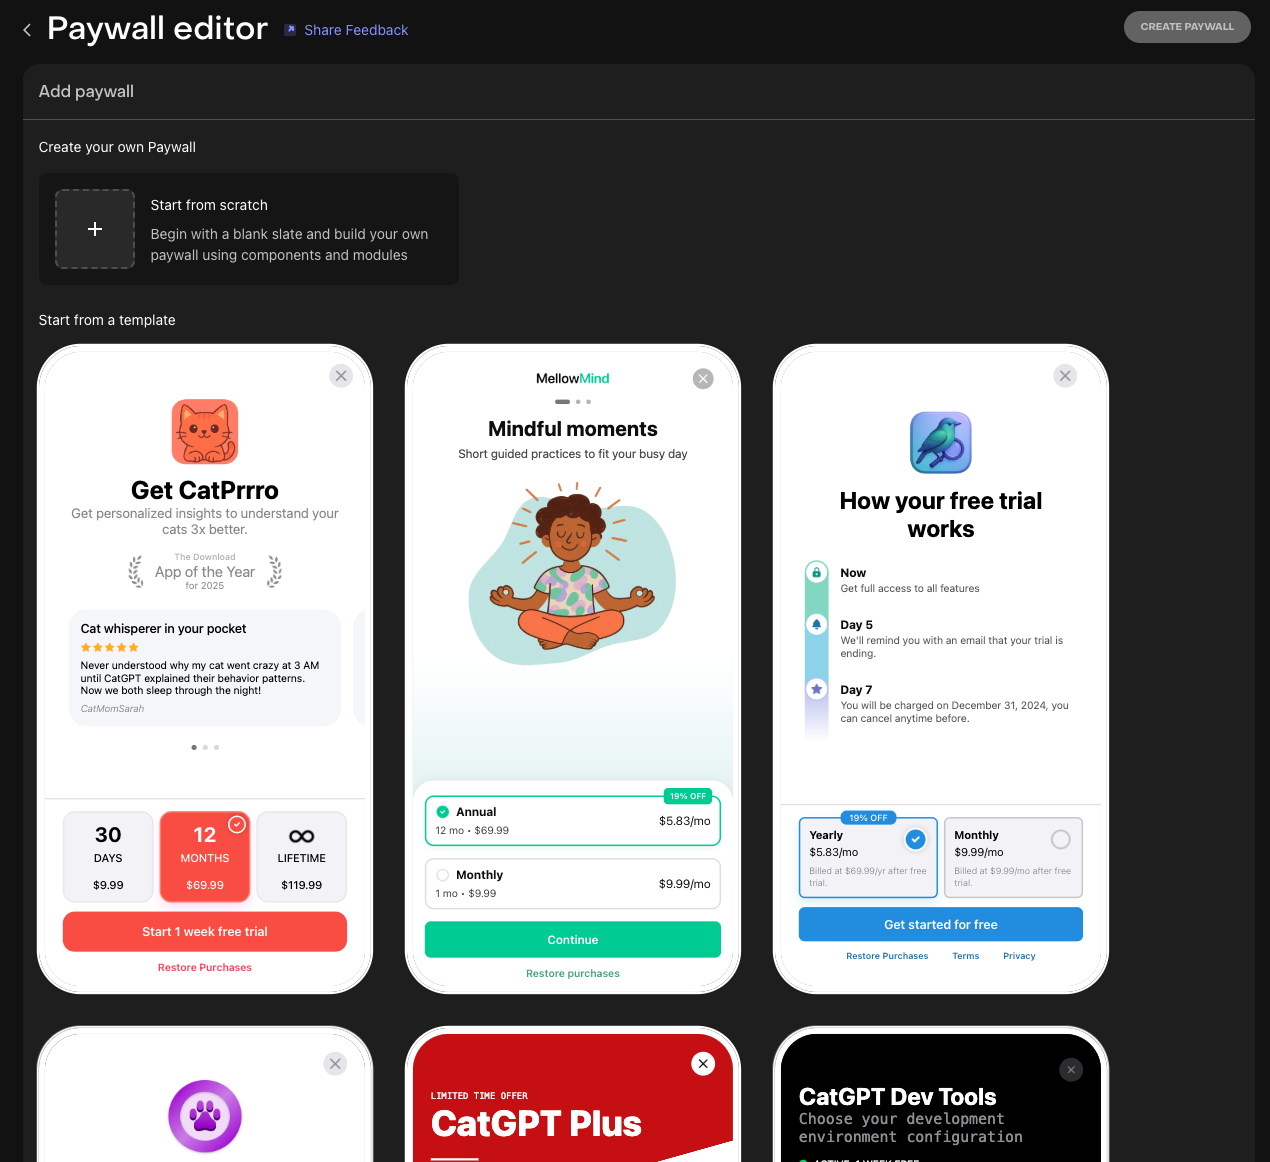 Paywall editor
Share Feedback
CREATE PAYWALL
Add paywall
Create your own Paywall
Start from scratch
Begin with a blank slate and build your own
paywall using components and modules
Start from a template
Get CatPrrro
Get personalized insights to understand your
cats 3x better.
The Download
App of the Year
for 2025
Cat whisperer in your pocket
Never understood why my cat went crazy at 3 AM
until CatGPT explained their behavior patterns.
Now we both sleep through the night!
CatMomSarah
30
DAYS
$9.99
12
MONTHS
$69.99
LIFETIME
$119.99
Start 1 week free trial
Restore Purchases
MellowMind
Mindful moments
Short guided practices to fit your busy day
19% OFF
Annual
12 mo • $69.99
$5.83/mo
Monthly
1 mo • $9.99
$9.99/mo
Continue
Restore purchases
How your free trial
works
Now
Get full access to all features
Day 5
We'll remind you with an email that your trial is
ending.
Day 7
You will be charged on December 31, 2024, you
can cancel anytime before.
19% OFF
Yearly
$5.83/mo
Billed at $69.99/yr after free
trial.
Monthly
$9.99/mo
Billed at $9.99/mo after free
trial.
Get started for free
Restore Purchases
Terms
Privacy
LIMITED TIME OFFER
CatGPT Plus
CatGPT Dev Tools
Choose your development
environment configuration
ACTIVE: 1 WEEK FREE